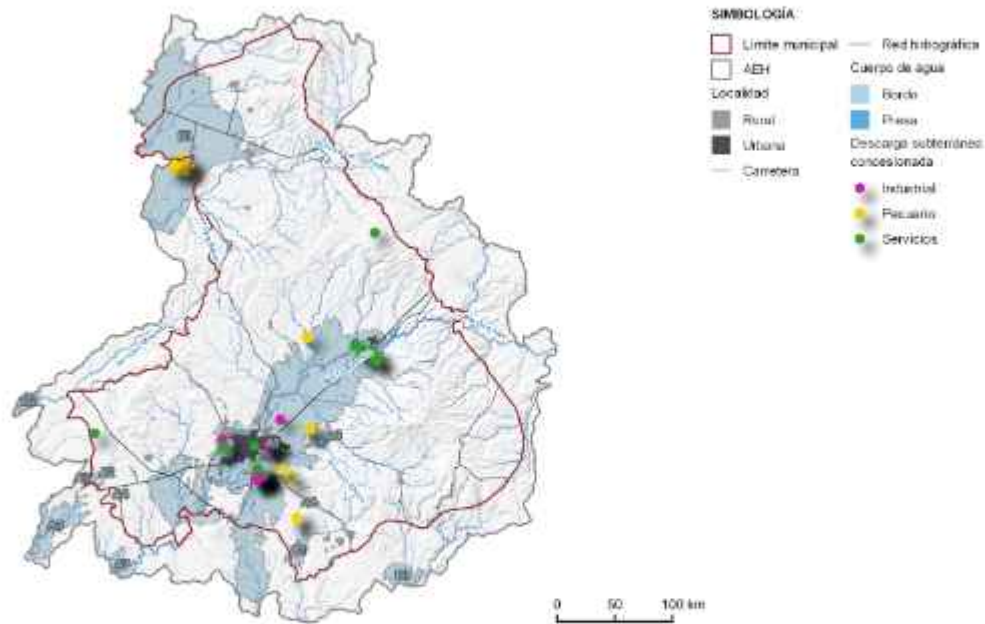 SIMBOLOGÍA
Límite municipal
AEH
Localidad
Rural
Urbana
Carretera
Red hidrográfica
Cuerpo de agua
Bordo
Presa
Descarga subterránea
concesionada
Industrial
Pecuario
Servicios
0 50 100 km